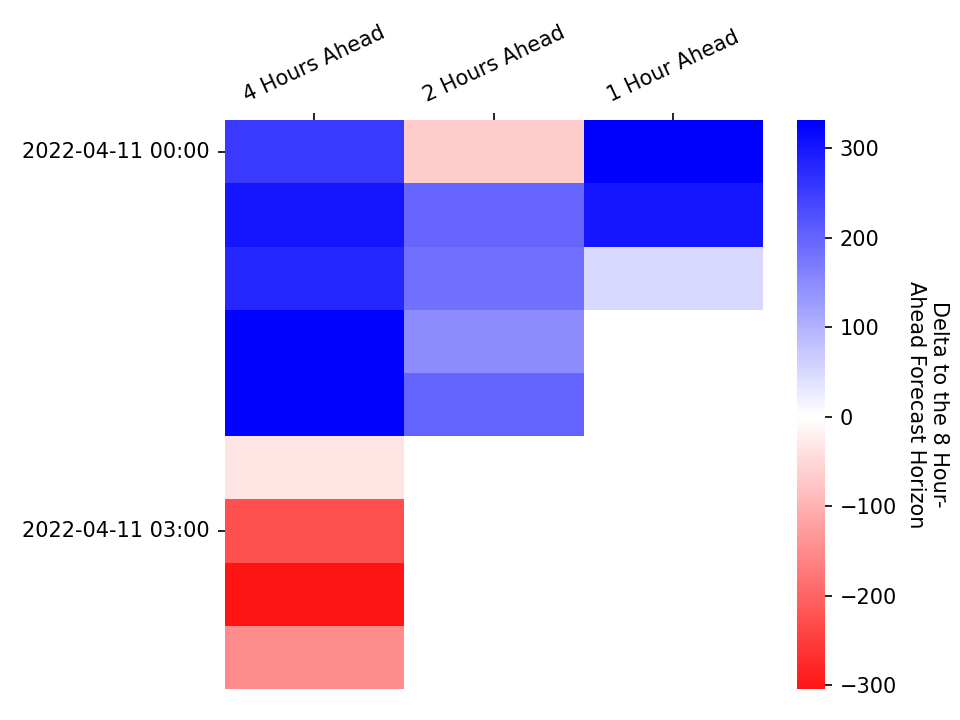 4 Hours Ahead
2 Hours Ahead
1 Hour Ahead
2022-04-11 00:00
2022-04-11 03:00
300
200
100
0
−100
−200
−300
Delta to the 8 Hour-
Ahead Forecast Horizon